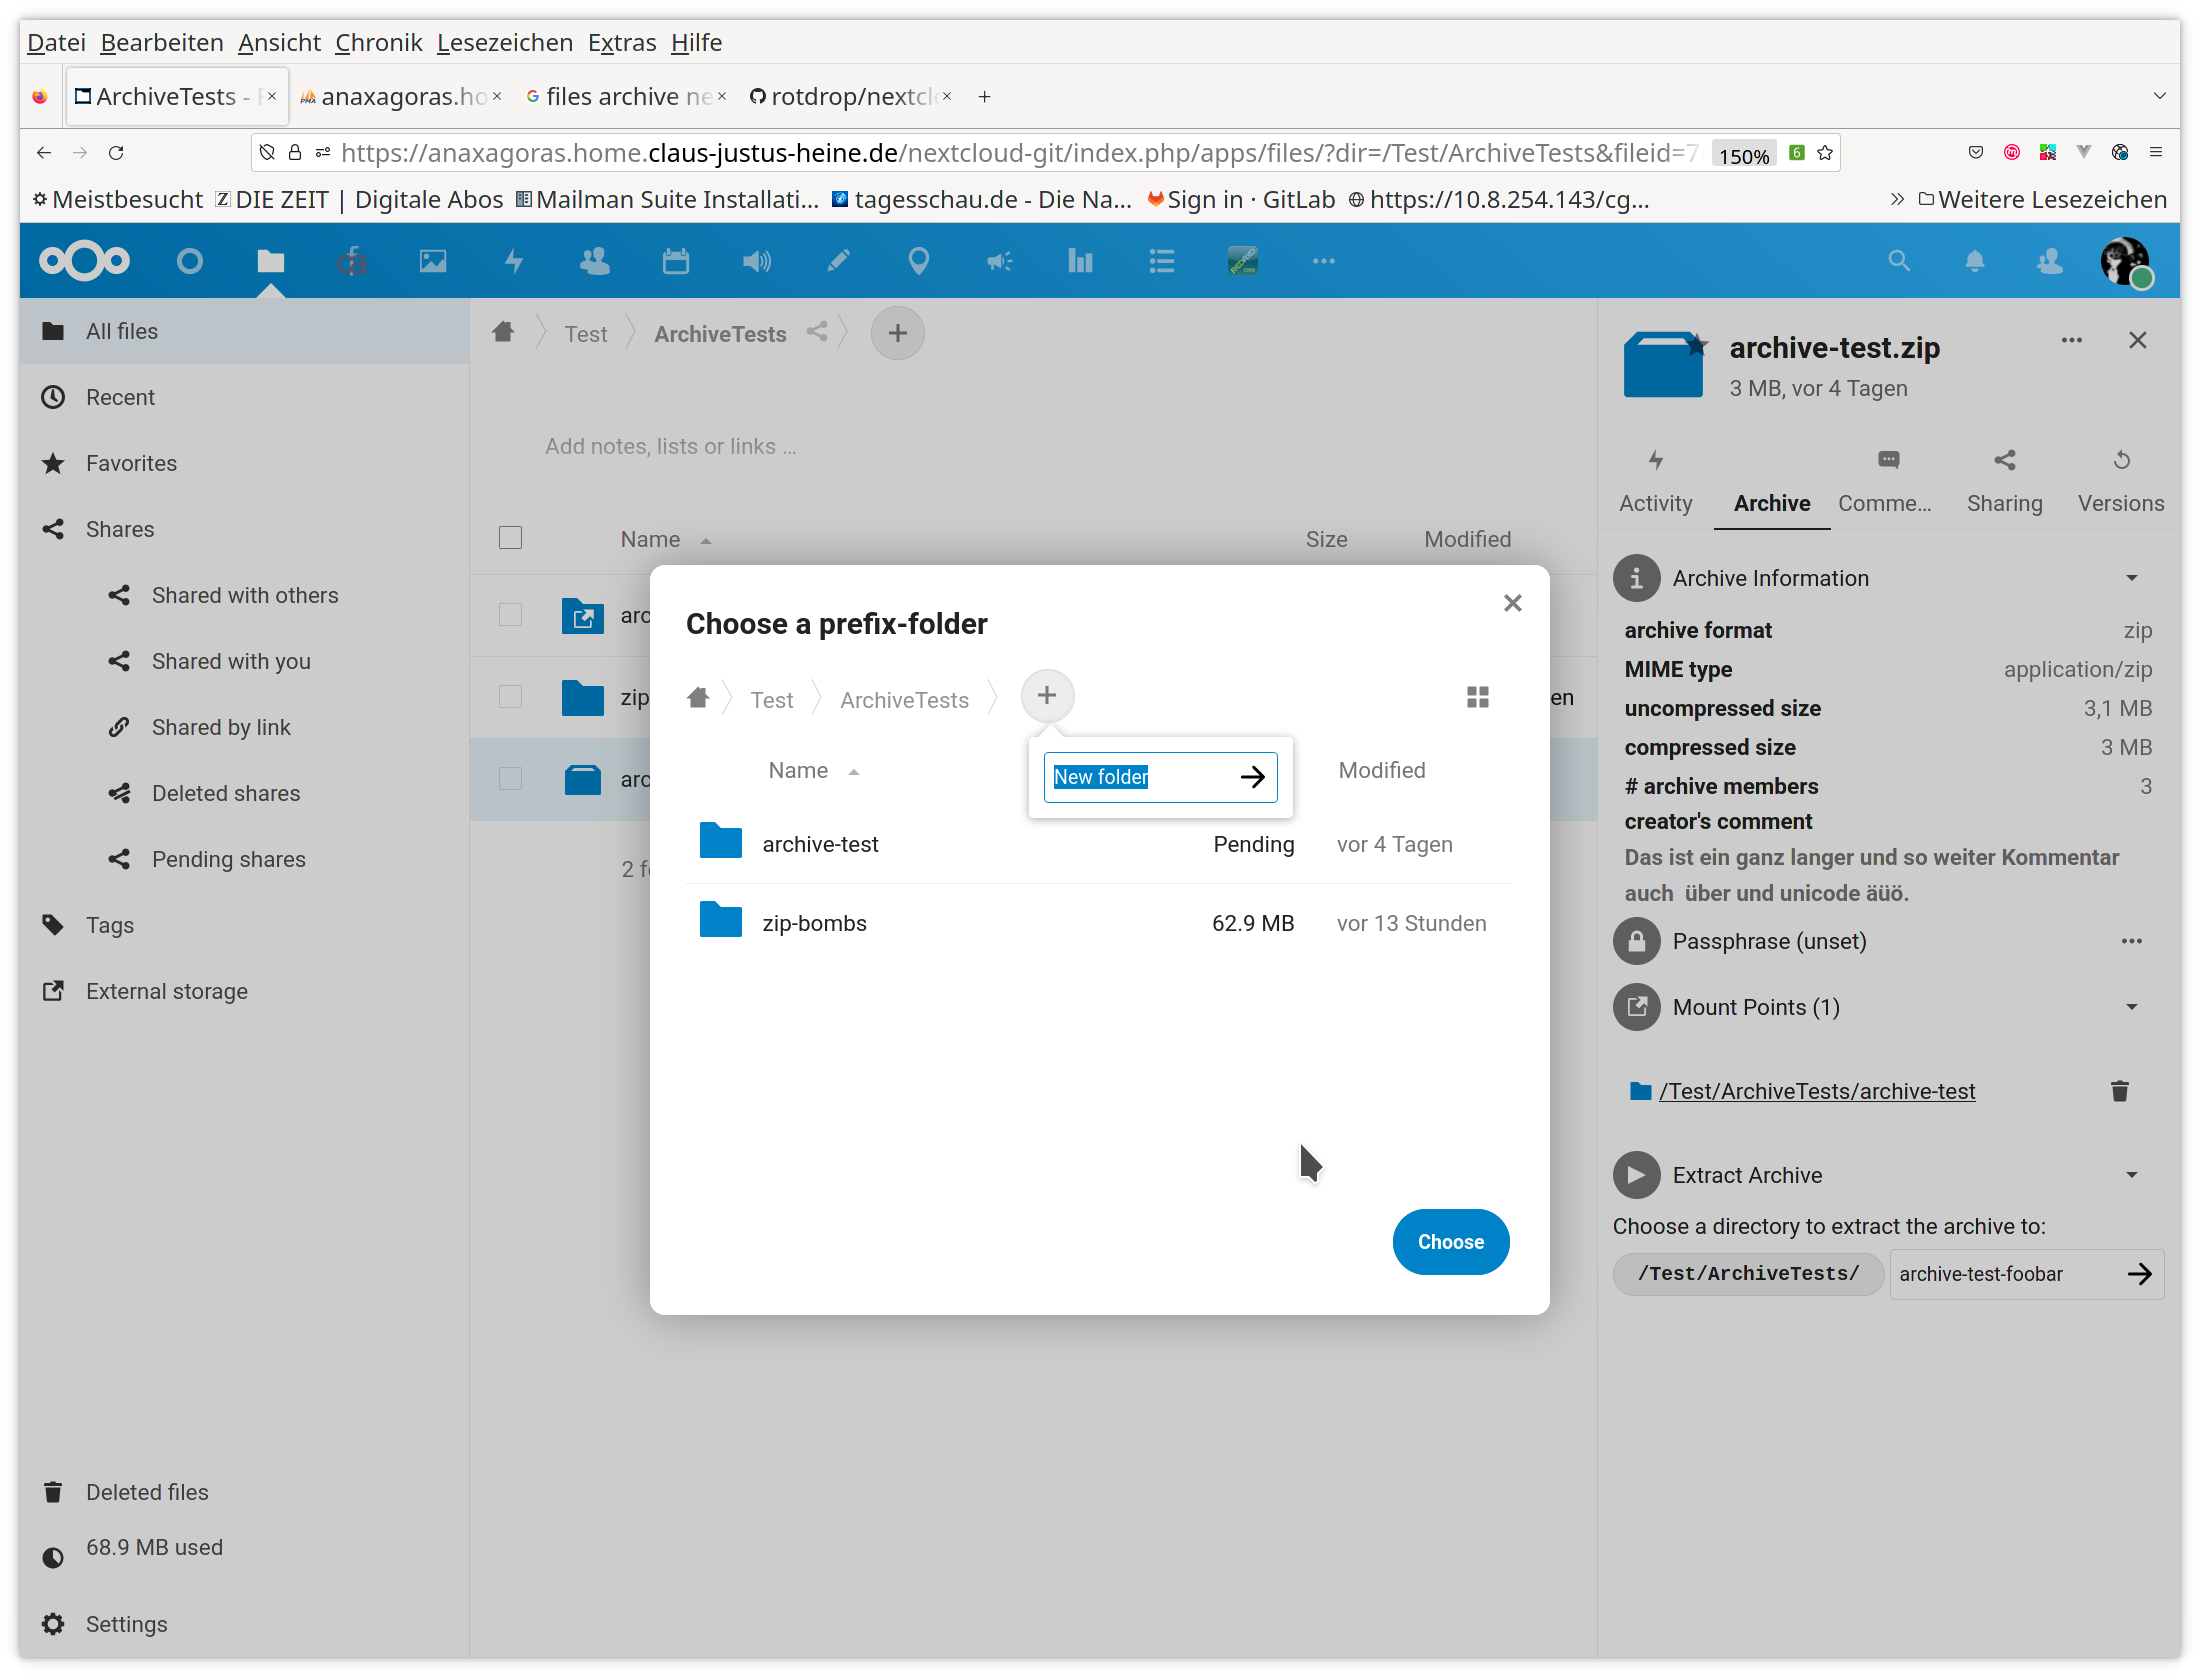 Datei Bearbeiten Ansicht Chronik Lesezeichen Extras Hilfe
ArchiveTests - anaxagoras.ho files archive ne rotdrop/nextcl
https://anaxagoras.home.claus-justus-heine.de/nextcloud-git/index.php/apps/files/?dir=/Test/ArchiveTests&fileid=7 150% 6
Meistbesucht DIE ZEIT | Digitale Abos Mailman Suite Installati... tagesschau.de - Die Na... Sign in · GitLab https://10.8.254.143/cg... Weitere Lesezeichen
All files
Recent
Favorites
Shares
Shared with others
Shared with you
Shared by link
Deleted shares
Pending shares
Tags
External storage
Deleted files
68.9 MB used
Settings
Test ArchiveTests
Add notes, lists or links ...
Name Size Modified
arc
zip en
arc
2 f
Choose a prefix-folder
Test ArchiveTests
New folder
Name Modified
archive-test Pending vor 4 Tagen
zip-bombs 62.9 MB vor 13 Stunden
Choose
archive-test.zip
3 MB, vor 4 Tagen
Activity Archive Comme... Sharing Versions
Archive Information
archive format zip
MIME type application/zip
uncompressed size 3,1 MB
compressed size 3 MB
# archive members 3
creator's comment
Das ist ein ganz langer und so weiter Kommentar
auch über und unicode äüö.
Passphrase (unset)
Mount Points (1)
/Test/ArchiveTests/archive-test
Extract Archive
Choose a directory to extract the archive to:
/Test/ArchiveTests/ archive-test-foobar